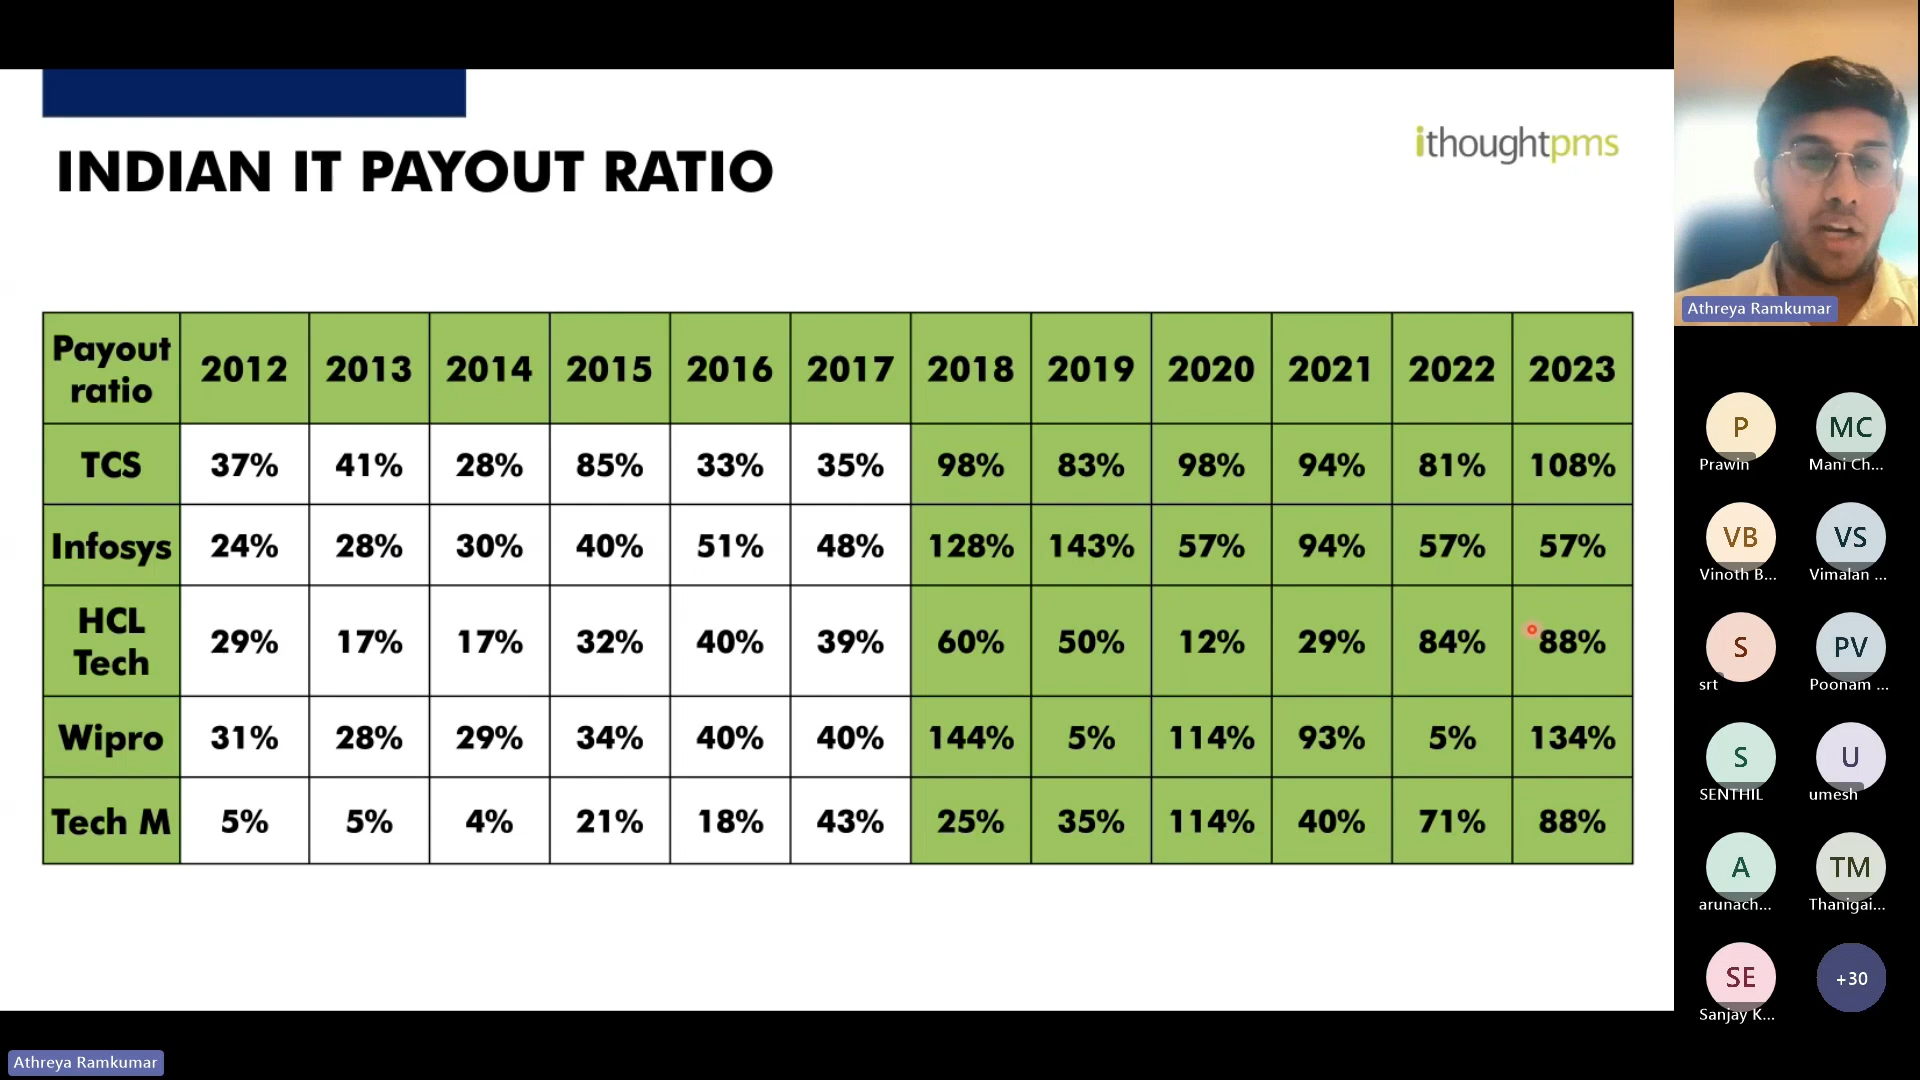 INDIAN IT PAYOUT RATIO
ithoughtpms
Payout ratio 2012 2013 2014 2015 2016 2017 2018 2019 2020 2021 2022 2023
TCS 37% 41% 28% 85% 33% 35% 98% 83% 98% 94% 81% 108%
Infosys 24% 28% 30% 40% 51% 48% 128% 143% 57% 94% 57% 57%
HCL Tech 29% 17% 17% 32% 40% 39% 60% 50% 12% 29% 84% 88%
Wipro 31% 28% 29% 34% 40% 40% 144% 5% 114% 93% 5% 134%
Tech M 5% 5% 4% 21% 18% 43% 25% 35% 114% 40% 71% 88%
Athreya Ramkumar
P MC
Prawin Mani Ch...
VB VS
Vinoth B... Vimalan ...
S PV
srt Poonam ...
S U
SENTHIL umesh
A TM
arunach... Thanigai...
SE +30
Sanjay K...
Athreya Ramkumar